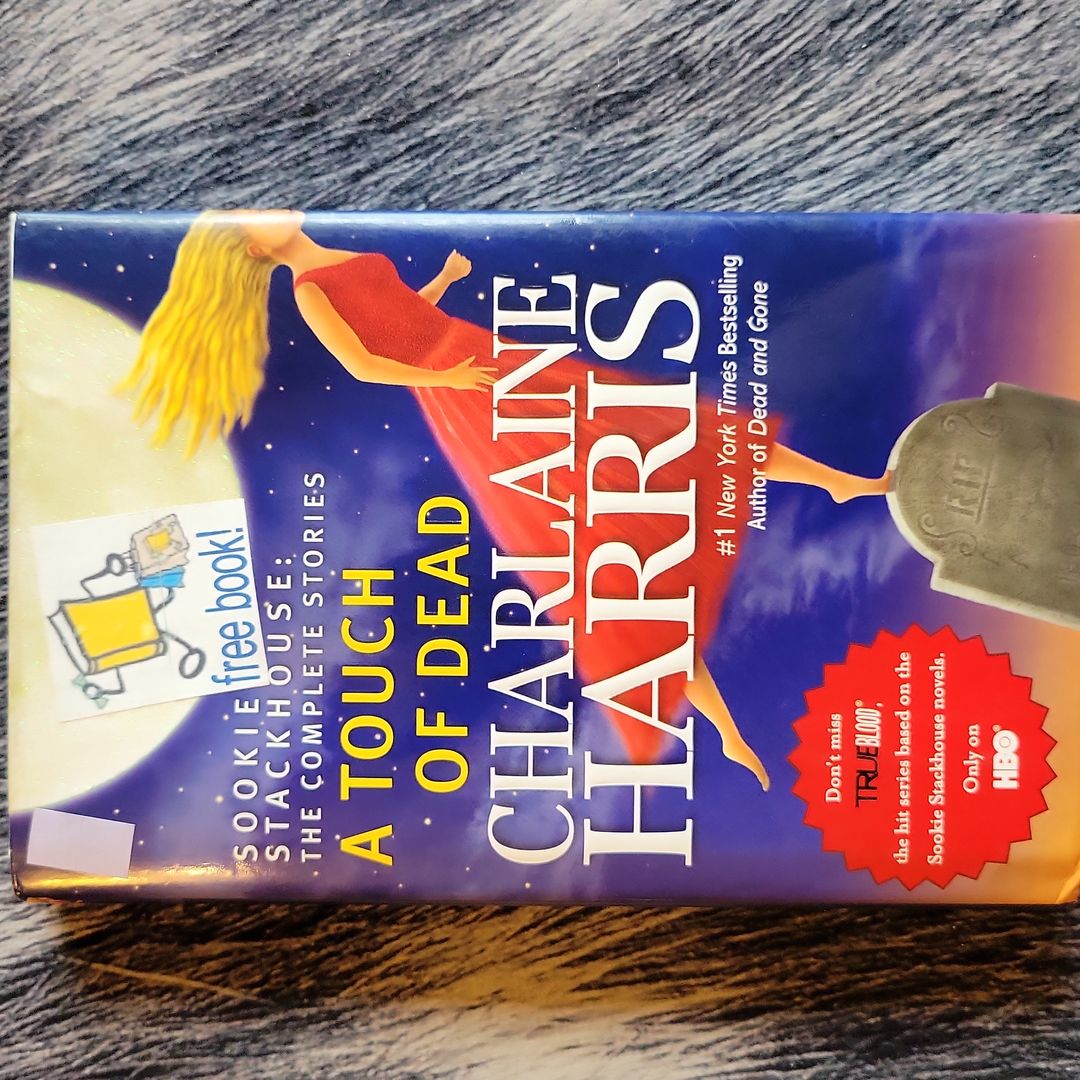 free book!
SOOKIE
STACKHOUSE:
THE COMPLETE STORIES
A TOUCH
OF DEAD
CHARLAINE
HARRIS
#1 New York Times Bestselling
Author of Dead and Gone
RIP
Don't miss
TRUEBLOOD®,
the hit series based on the
Sookie Stackhouse novels.
Only on
HBO®